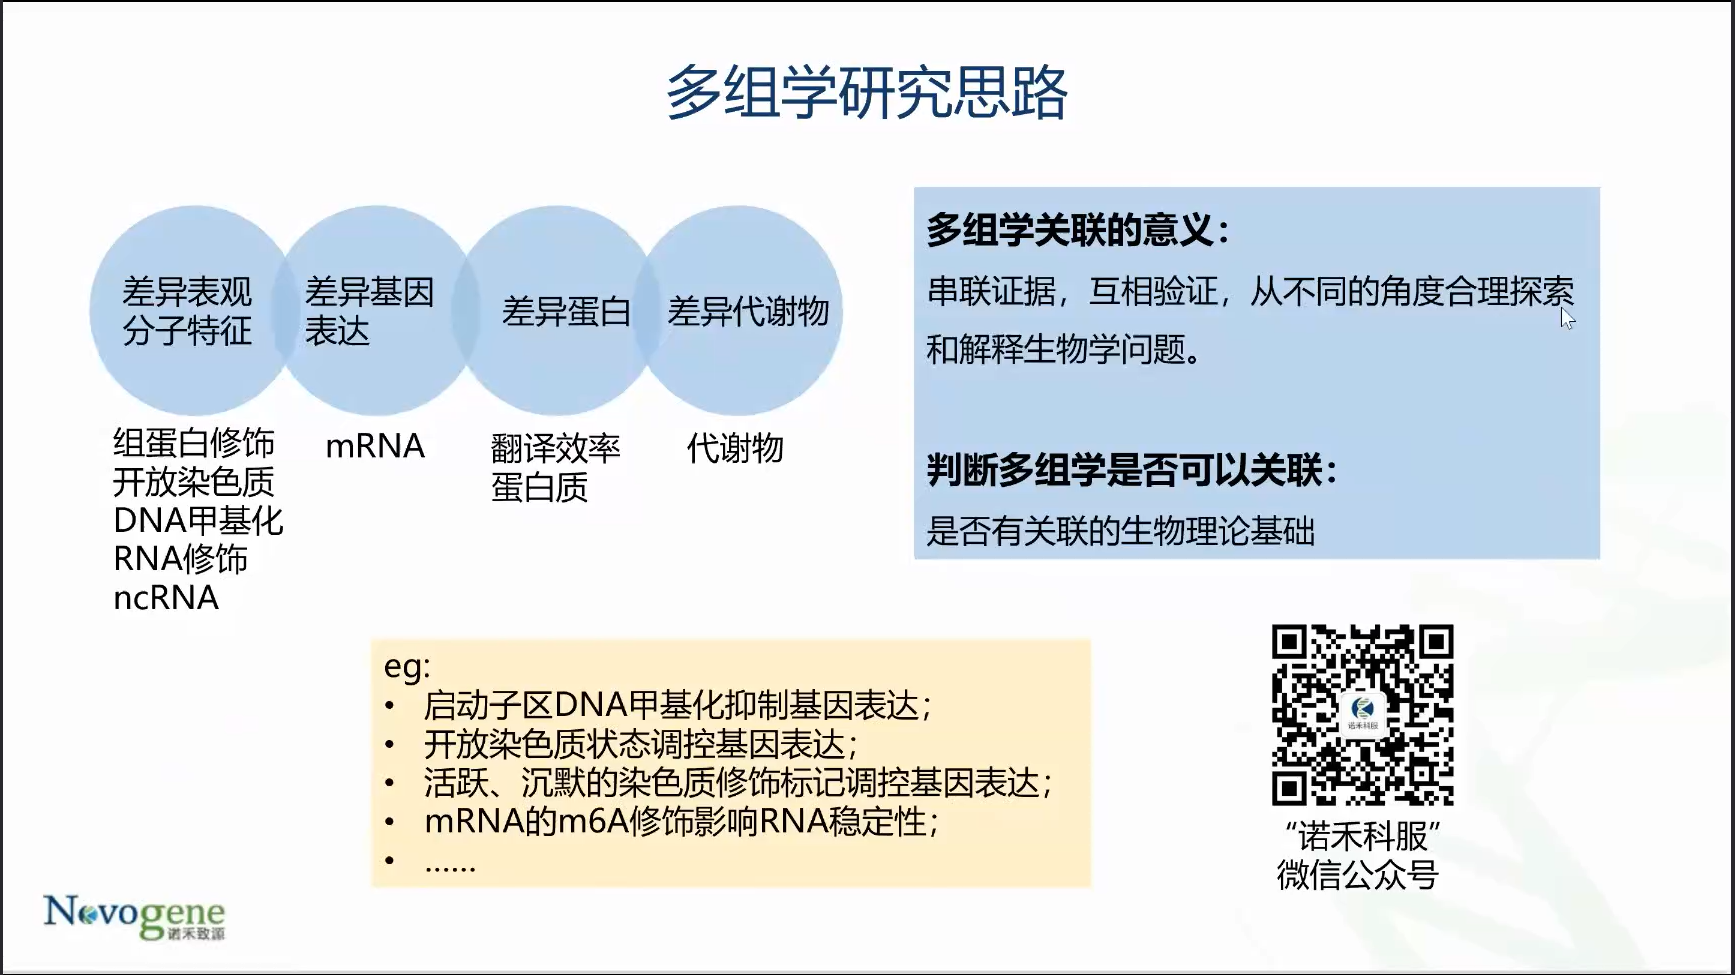 多组学研究思路
差异表观
分子特征
差异基因
表达
差异蛋白
差异代谢物
组蛋白修饰
开放染色质
DNA甲基化
RNA修饰
ncRNA
mRNA
翻译效率
蛋白质
代谢物
多组学关联的意义：
串联证据，互相验证，从不同的角度合理探索
和解释生物学问题。
判断多组学是否可以关联：
是否有关联的生物理论基础
eg:
• 启动子区DNA甲基化抑制基因表达；
• 开放染色质状态调控基因表达；
• 活跃、沉默的染色质修饰标记调控基因表达；
• mRNA的m6A修饰影响RNA稳定性；
• ......
诺禾科服
“诺禾科服”
微信公众号
Novogene
诺禾致源